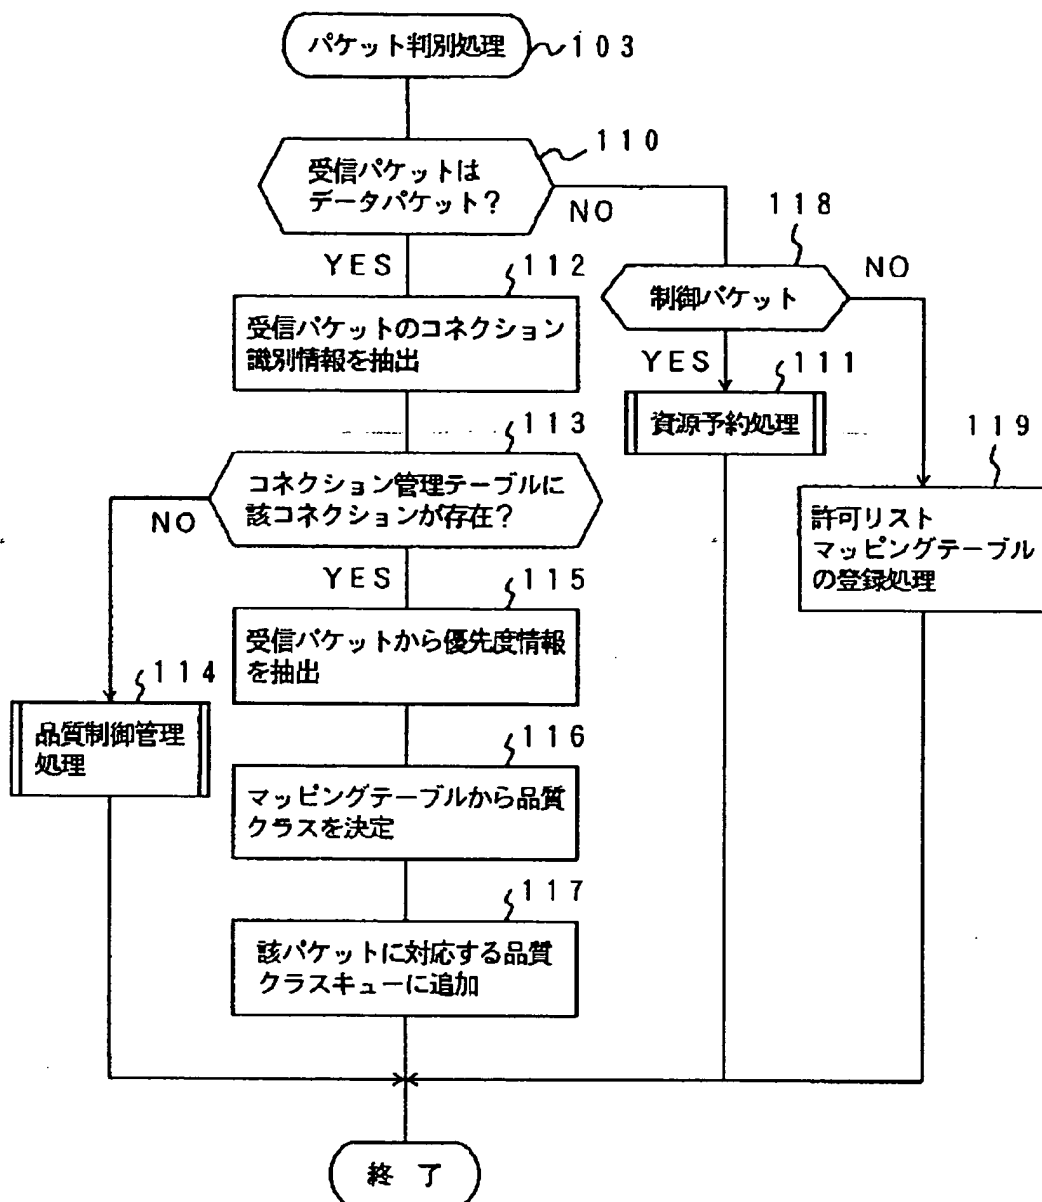 パケット判別処理
103
110
受信パケットは
データパケット?
NO
118
YES
112
NO
制御パケット
受信パケットのコネクション
識別情報を抽出
YES
111
資源予約処理
113
119
コネクション管理テーブルに
該コネクションが存在?
NO
許可リスト
マッピングテーブル
の登録処理
YES
115
受信パケットから優先度情報
を抽出
114
品質制御管理
処理
116
マッピングテーブルから品質
クラスを決定
117
該パケットに対応する品質
クラスキューに追加
終了